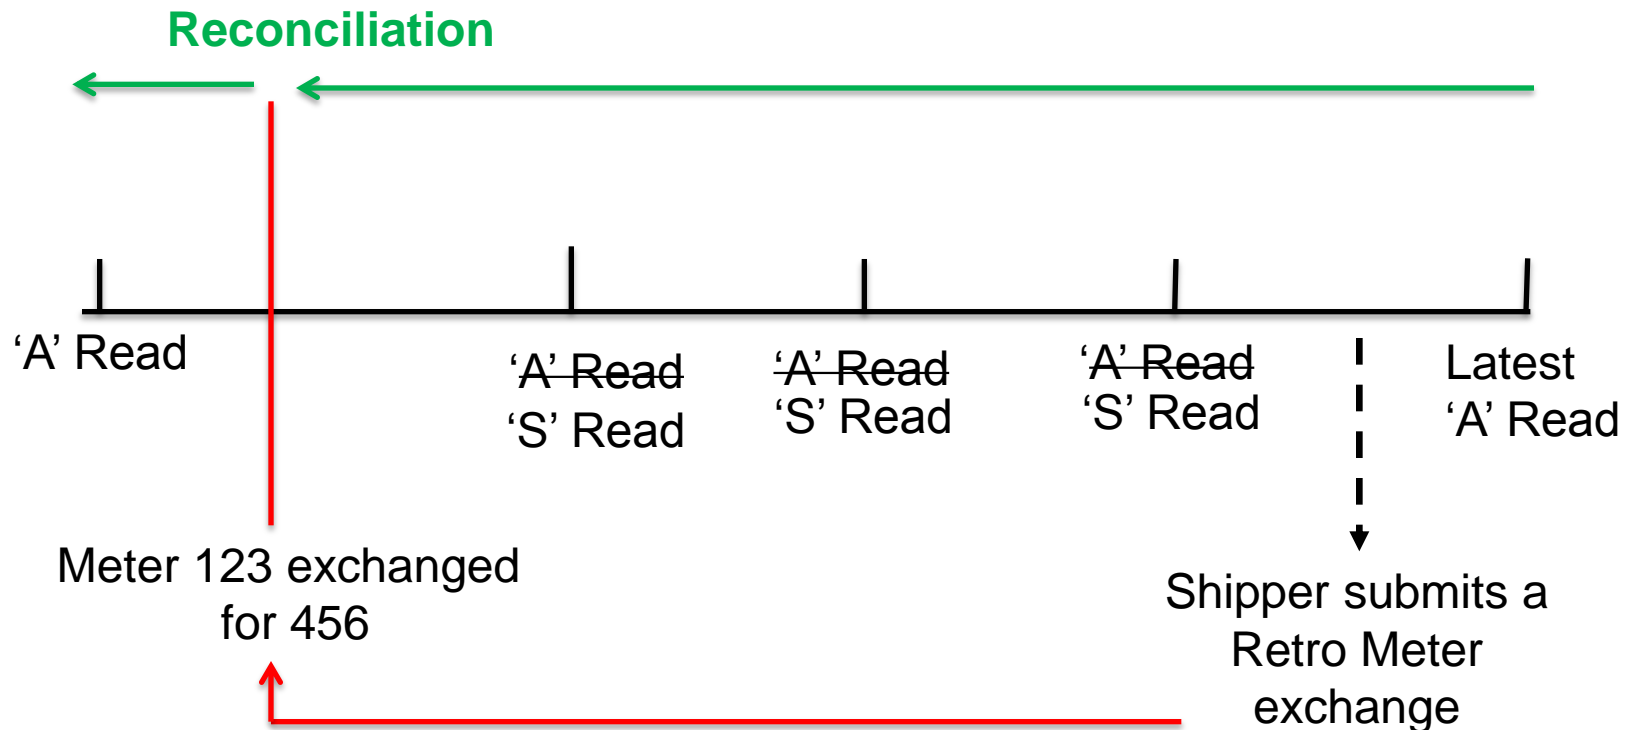 Reconciliation
‘A’ Read
‘A’ Read
‘S’ Read
‘A’ Read
‘S’ Read
‘A’ Read
‘S’ Read
Latest
‘A’ Read
Meter 123 exchanged
for 456
Shipper submits a
Retro Meter
exchange